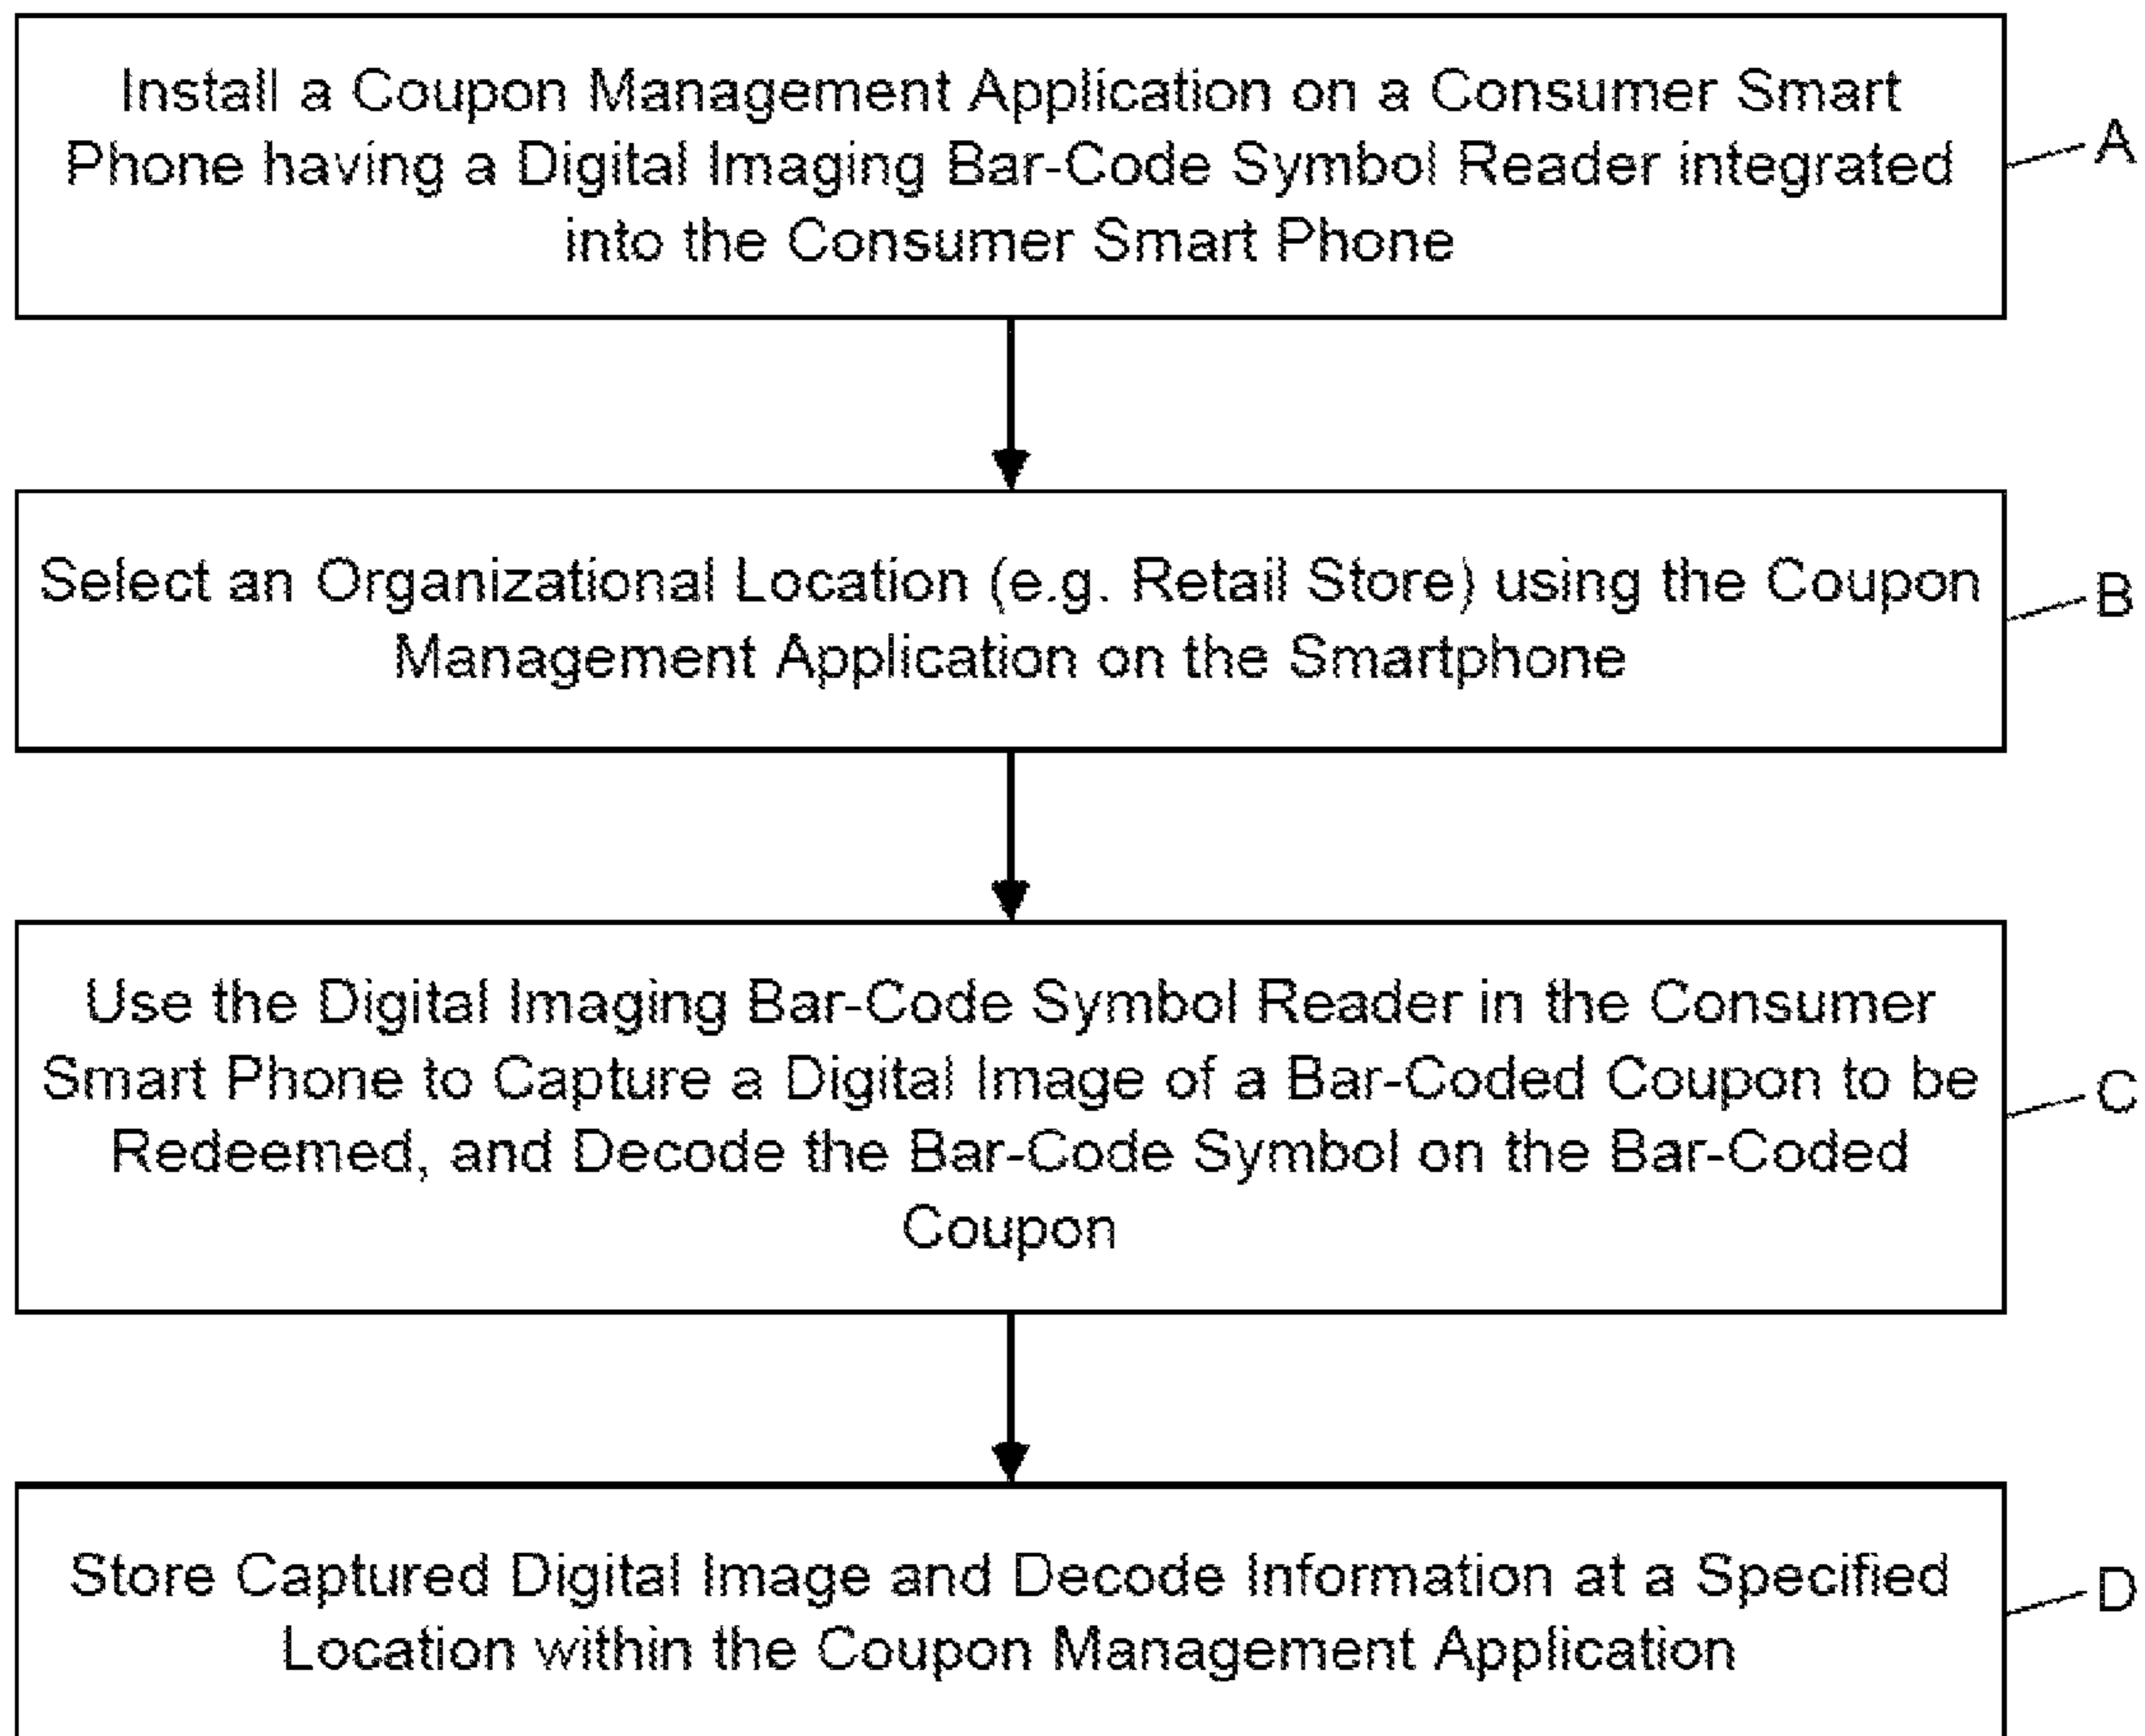 Install a Coupon Management Application on a Consumer Smart
Phone having a Digital Imaging Bar-Code Symbol Reader integrated
into the Consumer Smart Phone
A
Select an Organizational Location (e.g. Retail Store) using the Coupon
Management Application on the Smartphone
B
Use the Digital Imaging Bar-Code Symbol Reader in the Consumer
Smart Phone to Capture a Digital Image of a Bar-Coded Coupon to be
Redeemed, and Decode the Bar-Code Symbol on the Bar-Coded
Coupon
C
Store Captured Digital Image and Decode Information at a Specified
Location within the Coupon Management Application
D